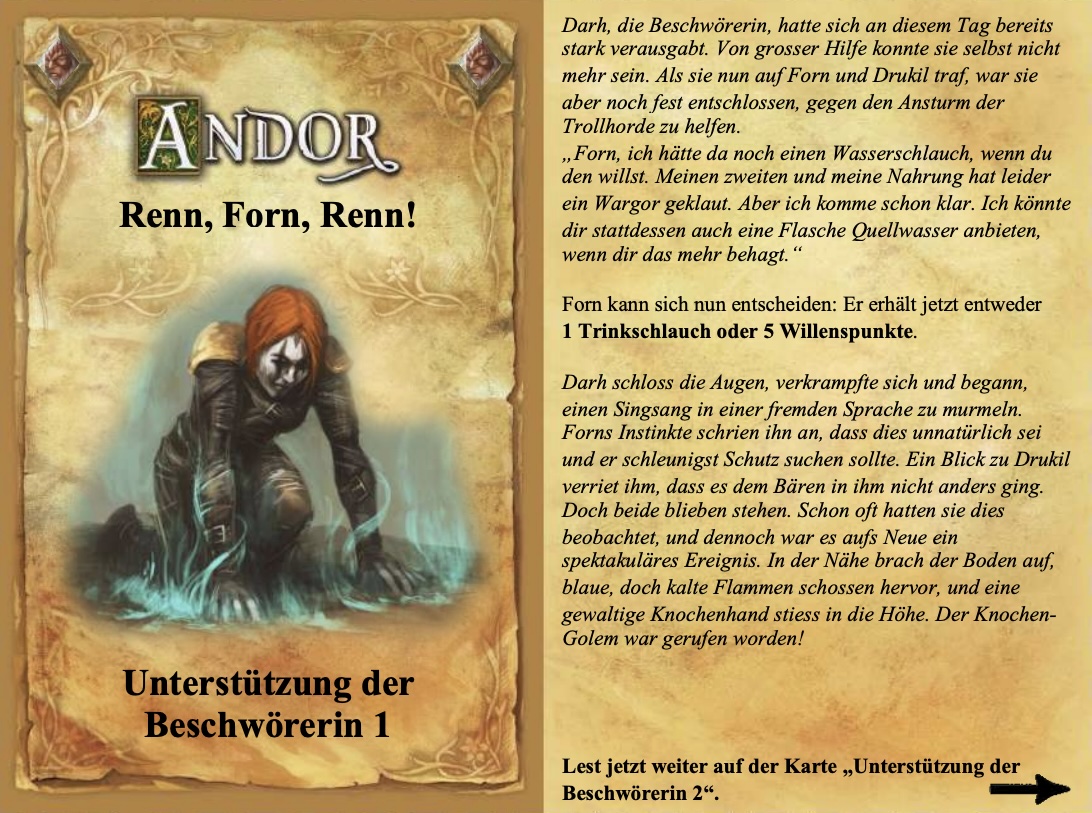 ANDOR
Renn, Forn, Renn!
Unterstützung der
Beschwörerin 1
Darh, die Beschwörerin, hatte sich an diesem Tag bereits
stark verausgabt. Von grosser Hilfe konnte sie selbst nicht
mehr sein. Als sie nun auf Forn und Drukil traf, war sie
aber noch fest entschlossen, gegen den Ansturm der
Trollhorde zu helfen.
„Forn, ich hätte da noch einen Wasserschlauch, wenn du
den willst. Meinen zweiten und meine Nahrung hat leider
ein Wargor geklaut. Aber ich komme schon klar. Ich könnte
dir stattdessen auch eine Flasche Quellwasser anbieten,
wenn dir das mehr behagt.“
Forn kann sich nun entscheiden: Er erhält jetzt entweder
1 Trinkschlauch oder 5 Willenspunkte.
Darh schloss die Augen, verkrampfte sich und begann,
einen Singsang in einer fremden Sprache zu murmeln.
Forns Instinkte schrien ihn an, dass dies unnatürlich sei
und er schleunigst Schutz suchen sollte. Ein Blick zu Drukil
verriet ihm, dass es dem Bären in ihm nicht anders ging.
Doch beide blieben stehen. Schon oft hatten sie dies
beobachtet, und dennoch war es aufs Neue ein
spektakuläres Ereignis. In der Nähe brach der Boden auf,
blaue, doch kalte Flammen schossen hervor, und eine
gewaltige Knochenhand stiess in die Höhe. Der Knochen-
Golem war gerufen worden!
Lest jetzt weiter auf der Karte „Unterstützung der
Beschwörerin 2“.